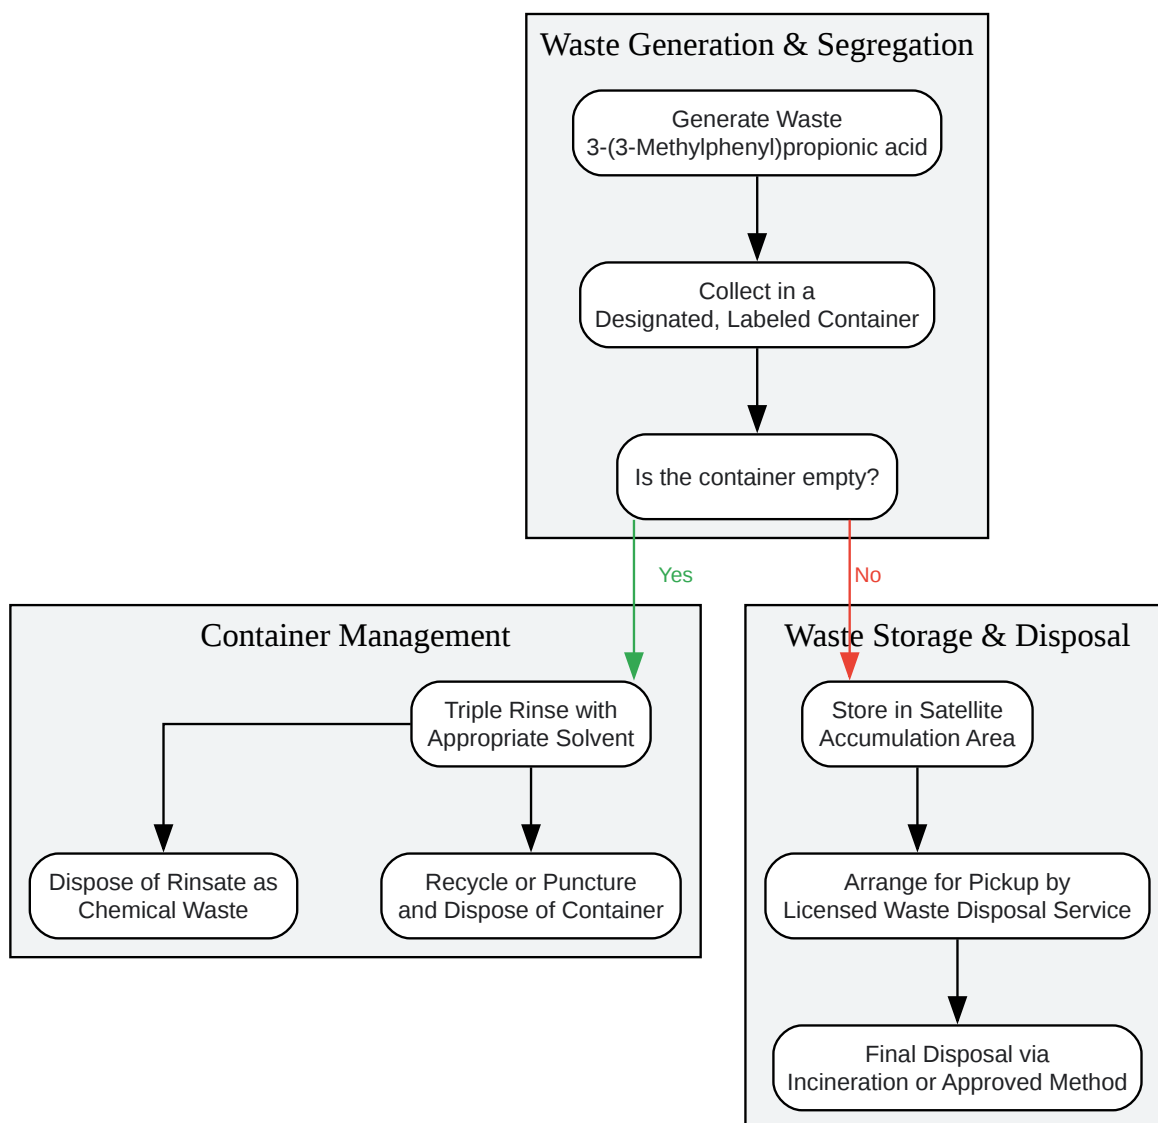 Waste Generation & Segregation
Generate Waste
3-(3-Methylphenyl)propionic acid
Collect in a
Designated, Labeled Container
Is the container empty?
Yes
No
Container Management
Triple Rinse with
Appropriate Solvent
Dispose of Rinsate as
Chemical Waste
Recycle or Puncture
and Dispose of Container
Waste Storage & Disposal
Store in Satellite
Accumulation Area
Arrange for Pickup by
Licensed Waste Disposal Service
Final Disposal via
Incineration or Approved Method